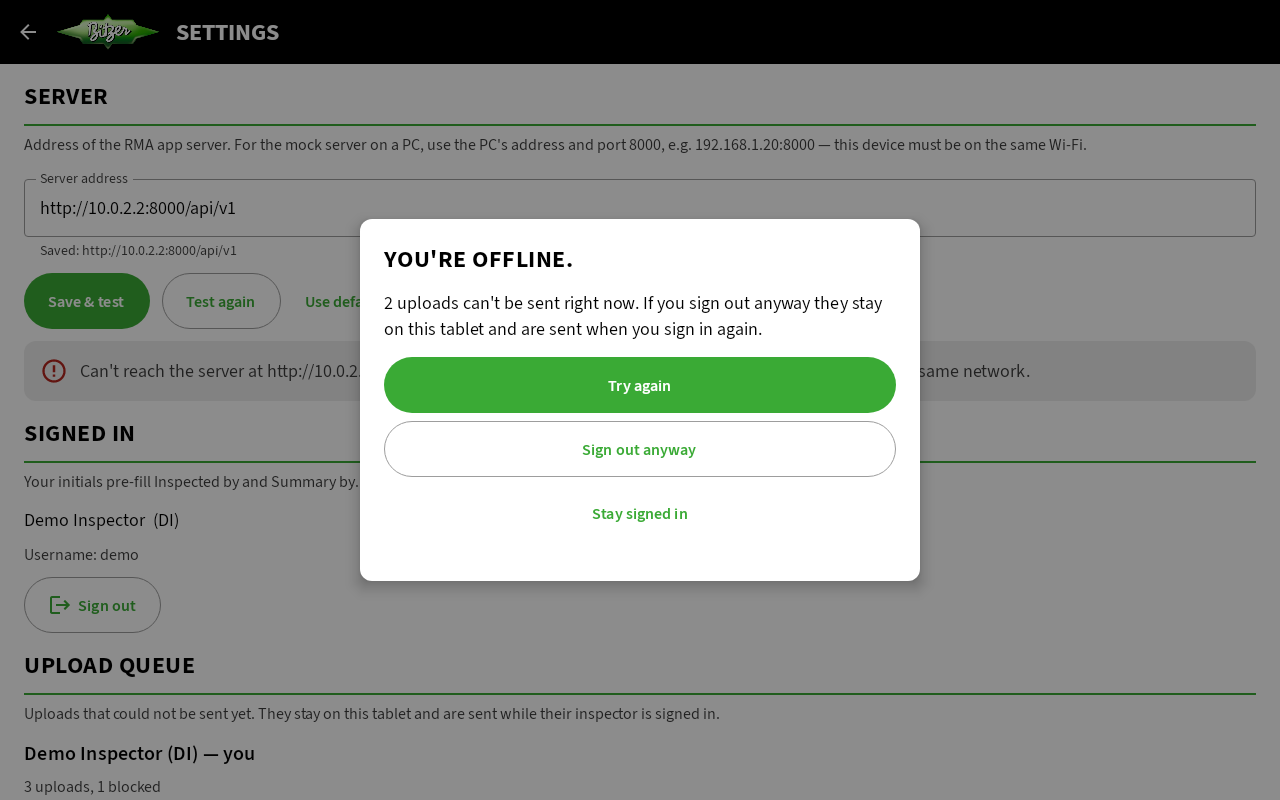 Bitzer
SETTINGS
SERVER
Address of the RMA app server. For the mock server on a PC, use the PC's address and port 8000, e.g. 192.168.1.20:8000 — this device must be on the same Wi-Fi.
Server address
http://10.0.2.2:8000/api/v1
Saved: http://10.0.2.2:8000/api/v1
Save & test
Test again
Use
Can't reach the server at
same network.
YOU'RE OFFLINE.
2 uploads can't be sent right now. If you sign out anyway they stay
on this tablet and are sent when you sign in again.
Try again
Sign out anyway
Stay signed in
SIGNED IN
Your initials pre-fill Inspected by and Summary by.
Demo Inspector (DI)
Username: demo
Sign out
UPLOAD QUEUE
Uploads that could not be sent yet. They stay on this tablet and are sent while their inspector is signed in.
Demo Inspector (DI) — you
3 uploads, 1 blocked